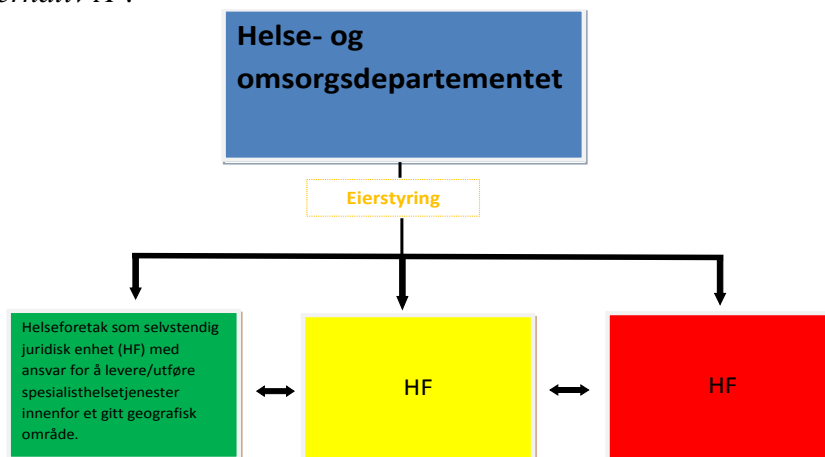 Helse- og
omsorgsdepartementet
Eierstyring
Helseforetak som selvstendig
juridisk enhet (HF) med
ansvar for å levere/utføre
spesialisthelsetjenester
innenfor et gitt geografisk
område.
HF
HF